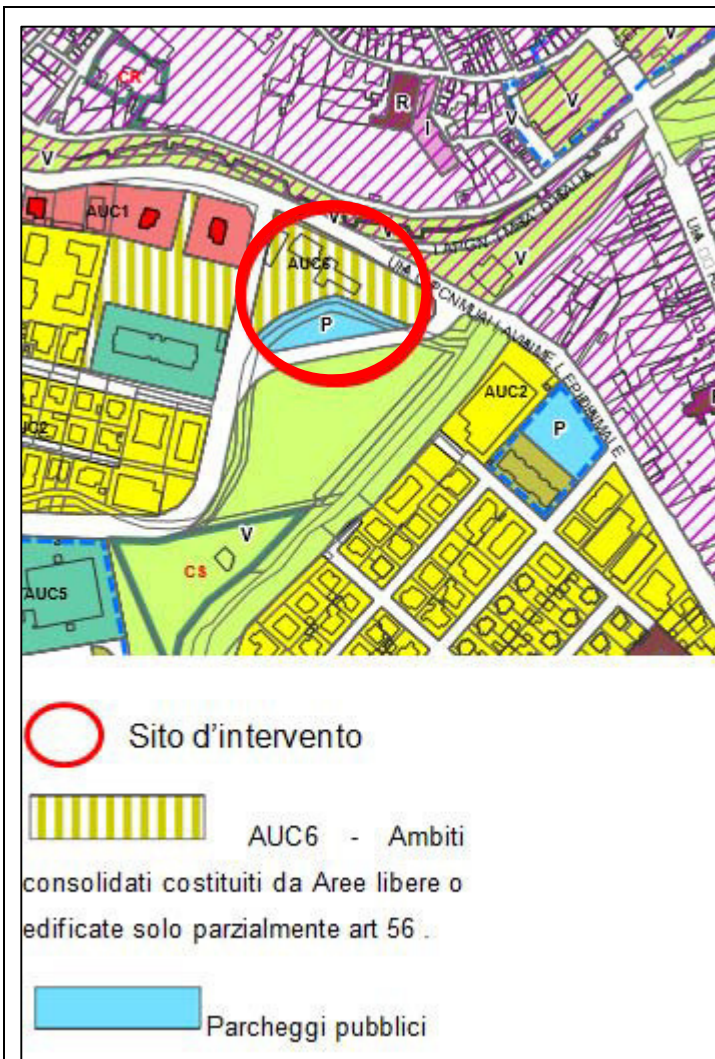 CR
R
I
V
V
V
V
V
AUC1
AUC6
V
P
AUC2
P
V
CS
AUC5
Sito d'intervento
AUC6 - Ambiti
consolidati costituiti da Aree libere o
edificate solo parzialmente art 56 .
Parcheggi pubblici